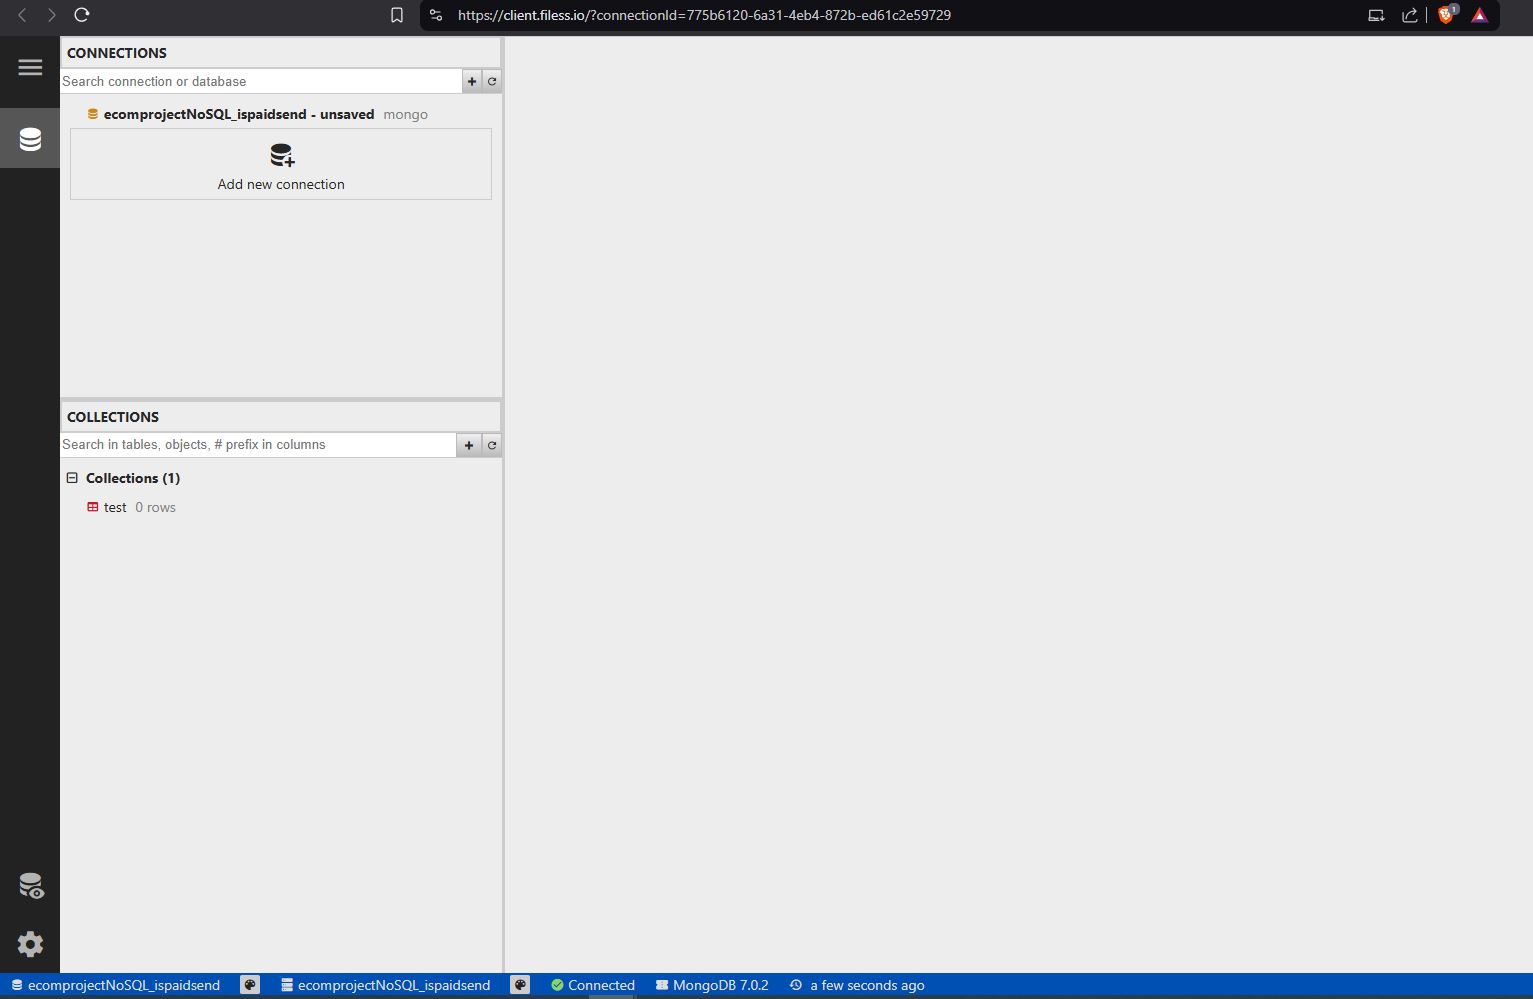 https://client.filess.io/?connectionId=775b6120-6a31-4eb4-872b-ed61c2e59729
1
CONNECTIONS
Search connection or database
ecomprojectNoSQL_ispaidsend - unsaved mongo
Add new connection
COLLECTIONS
Search in tables, objects, # prefix in columns
Collections (1)
test 0 rows
ecomprojectNoSQL_ispaidsend ecomprojectNoSQL_ispaidsend Connected MongoDB 7.0.2 a few seconds ago